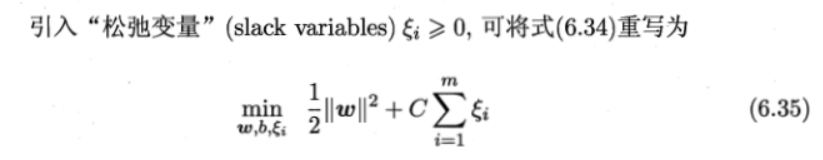 引入“松弛变量”(slack variables) ξᵢ ⩾ 0, 可将式(6.34)重写为
min_{w,b,ξᵢ} 1/2 ‖w‖² + C ∑_{i=1}^{m} ξᵢ (6.35)